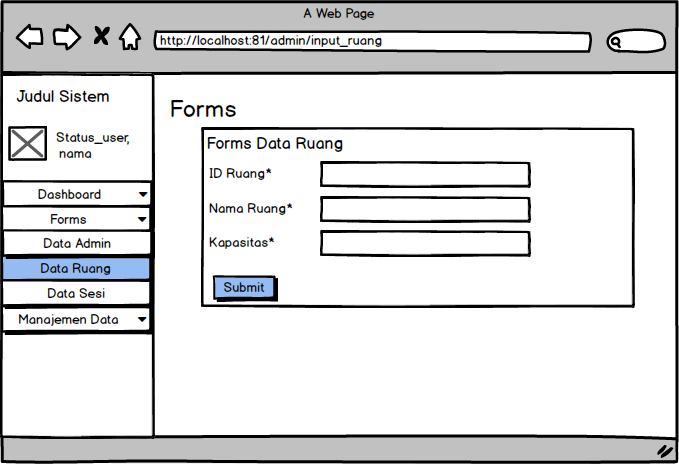 A Web Page
http://localhost:81/admin/input_ruang
Judul Sistem
Status_user,
nama
Dashboard
Forms
Data Admin
Data Ruang
Data Sesi
Manajemen Data
Forms
Forms Data Ruang
ID Ruang*
Nama Ruang*
Kapasitas*
Submit